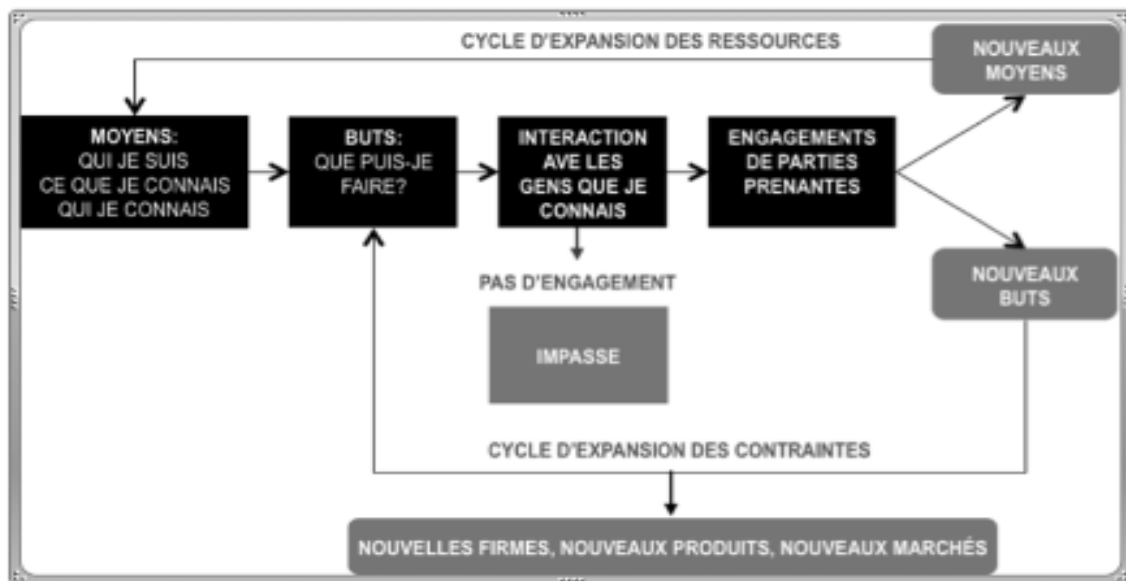 CYCLE D'EXPANSION DES RESSOURCES
NOUVEAUX
MOYENS
MOYENS:
QUI JE SUIS
CE QUE JE CONNAIS
QUI JE CONNAIS
BUTS:
QUE PUIS-JE
FAIRE?
INTERACTION
AVE LES
GENS QUE JE
CONNAIS
ENGAGEMENTS
DE PARTIES
PRENANTES
PAS D'ENGAGEMENT
IMPASSE
NOUVEAUX
BUTS
CYCLE D'EXPANSION DES CONTRAINTES
NOUVELLES FIRMES, NOUVEAUX PRODUITS, NOUVEAUX MARCHÉS